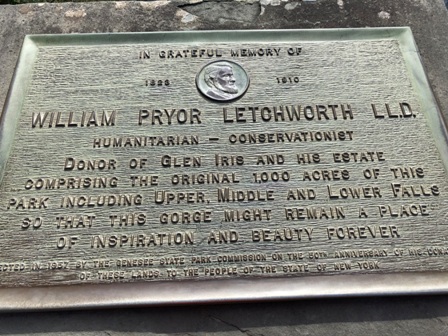 IN GRATEFUL MEMORY OF
1823 1910
WILLIAM PRYOR LETCHWORTH LL.D.
HUMANITARIAN – CONSERVATIONIST
DONOR OF GLEN IRIS AND HIS ESTATE
COMPRISING THE ORIGINAL 1,000 ACRES OF THIS
PARK INCLUDING UPPER, MIDDLE AND LOWER FALLS
SO THAT THIS GORGE MIGHT REMAIN A PLACE
OF INSPIRATION AND BEAUTY FOREVER
IN 1957 BY THE GENESEE STATE PARK COMMISSION ON THE 50TH ANNIVERSARY OF HIS
OF THESE LANDS TO THE PEOPLE OF THE STATE OF NEW YORK